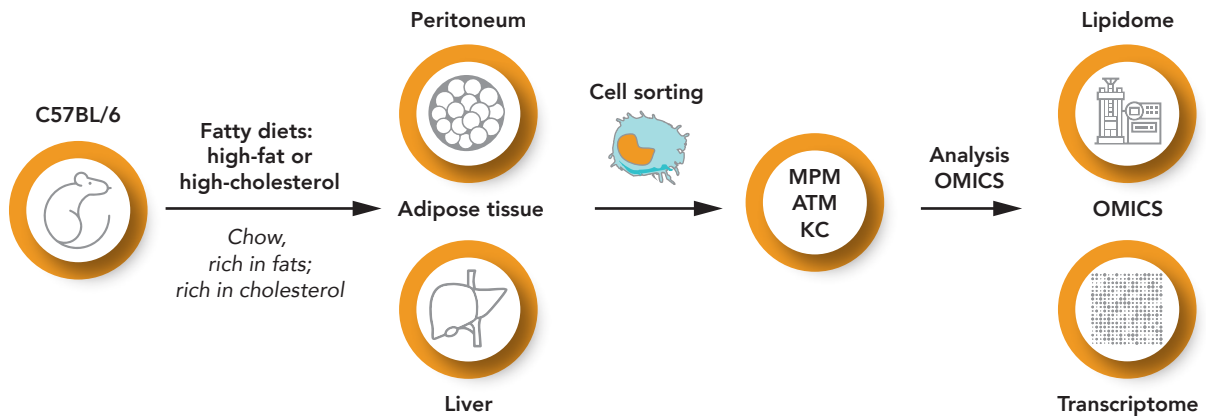 C57BL/6
Fatty diets:
high-fat or
high-cholesterol
Chow,
rich in fats;
rich in cholesterol
Peritoneum
Adipose tissue
Liver
Cell sorting
MPM
ATM
KC
Analysis
OMICS
Lipidome
OMICS
Transcriptome